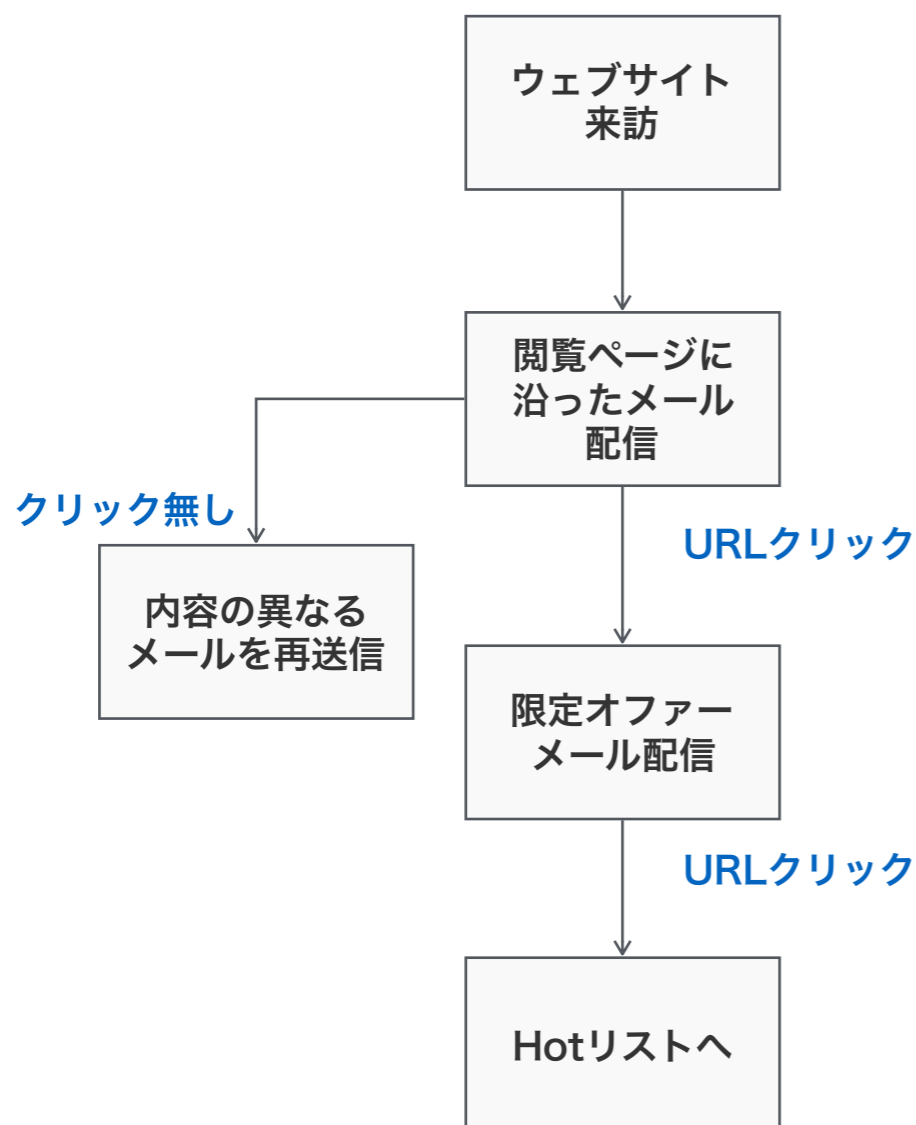 ウェブサイト
来訪
閲覧ページに
沿ったメール
配信
クリック無し
URLクリック
内容の異なる
メールを再送信
限定オファー
メール配信
URLクリック
Hotリストへ